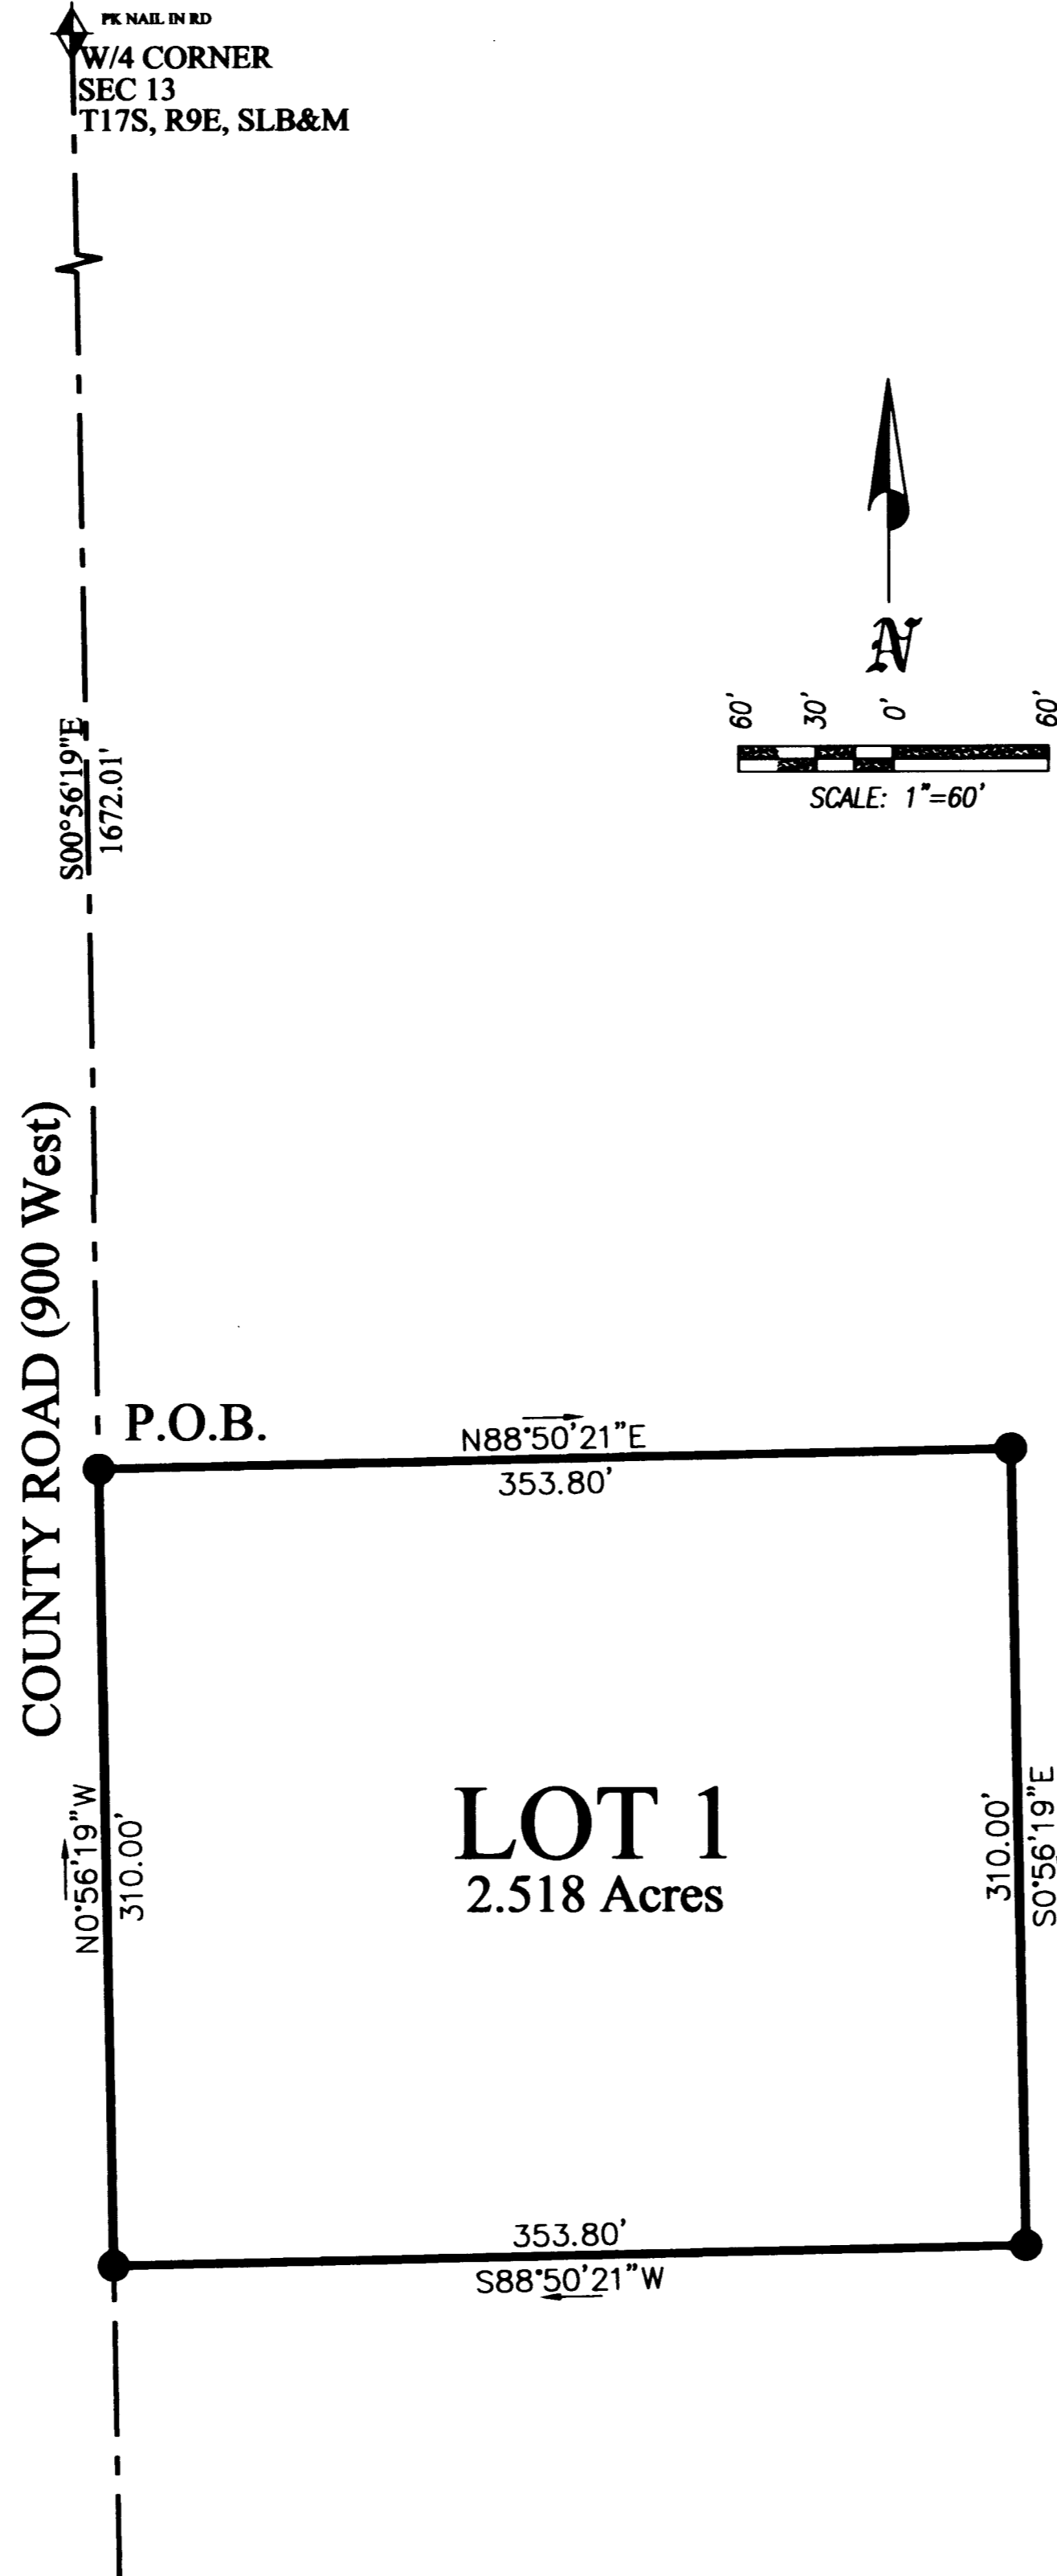 PK NAIL IN RD
W/4 CORNER
SEC 13
T17S, R9E, SLB&M
N
60' 30' 0' 60'
SCALE: 1"=60'
S00°56'19"E
1672.01'
COUNTY ROAD (900 West)
P.O.B.
N88°50'21"E
353.80'
N0°56'19"W
310.00'
LOT 1
2.518 Acres
310.00'
S0°56'19"E
353.80'
S88°50'21"W